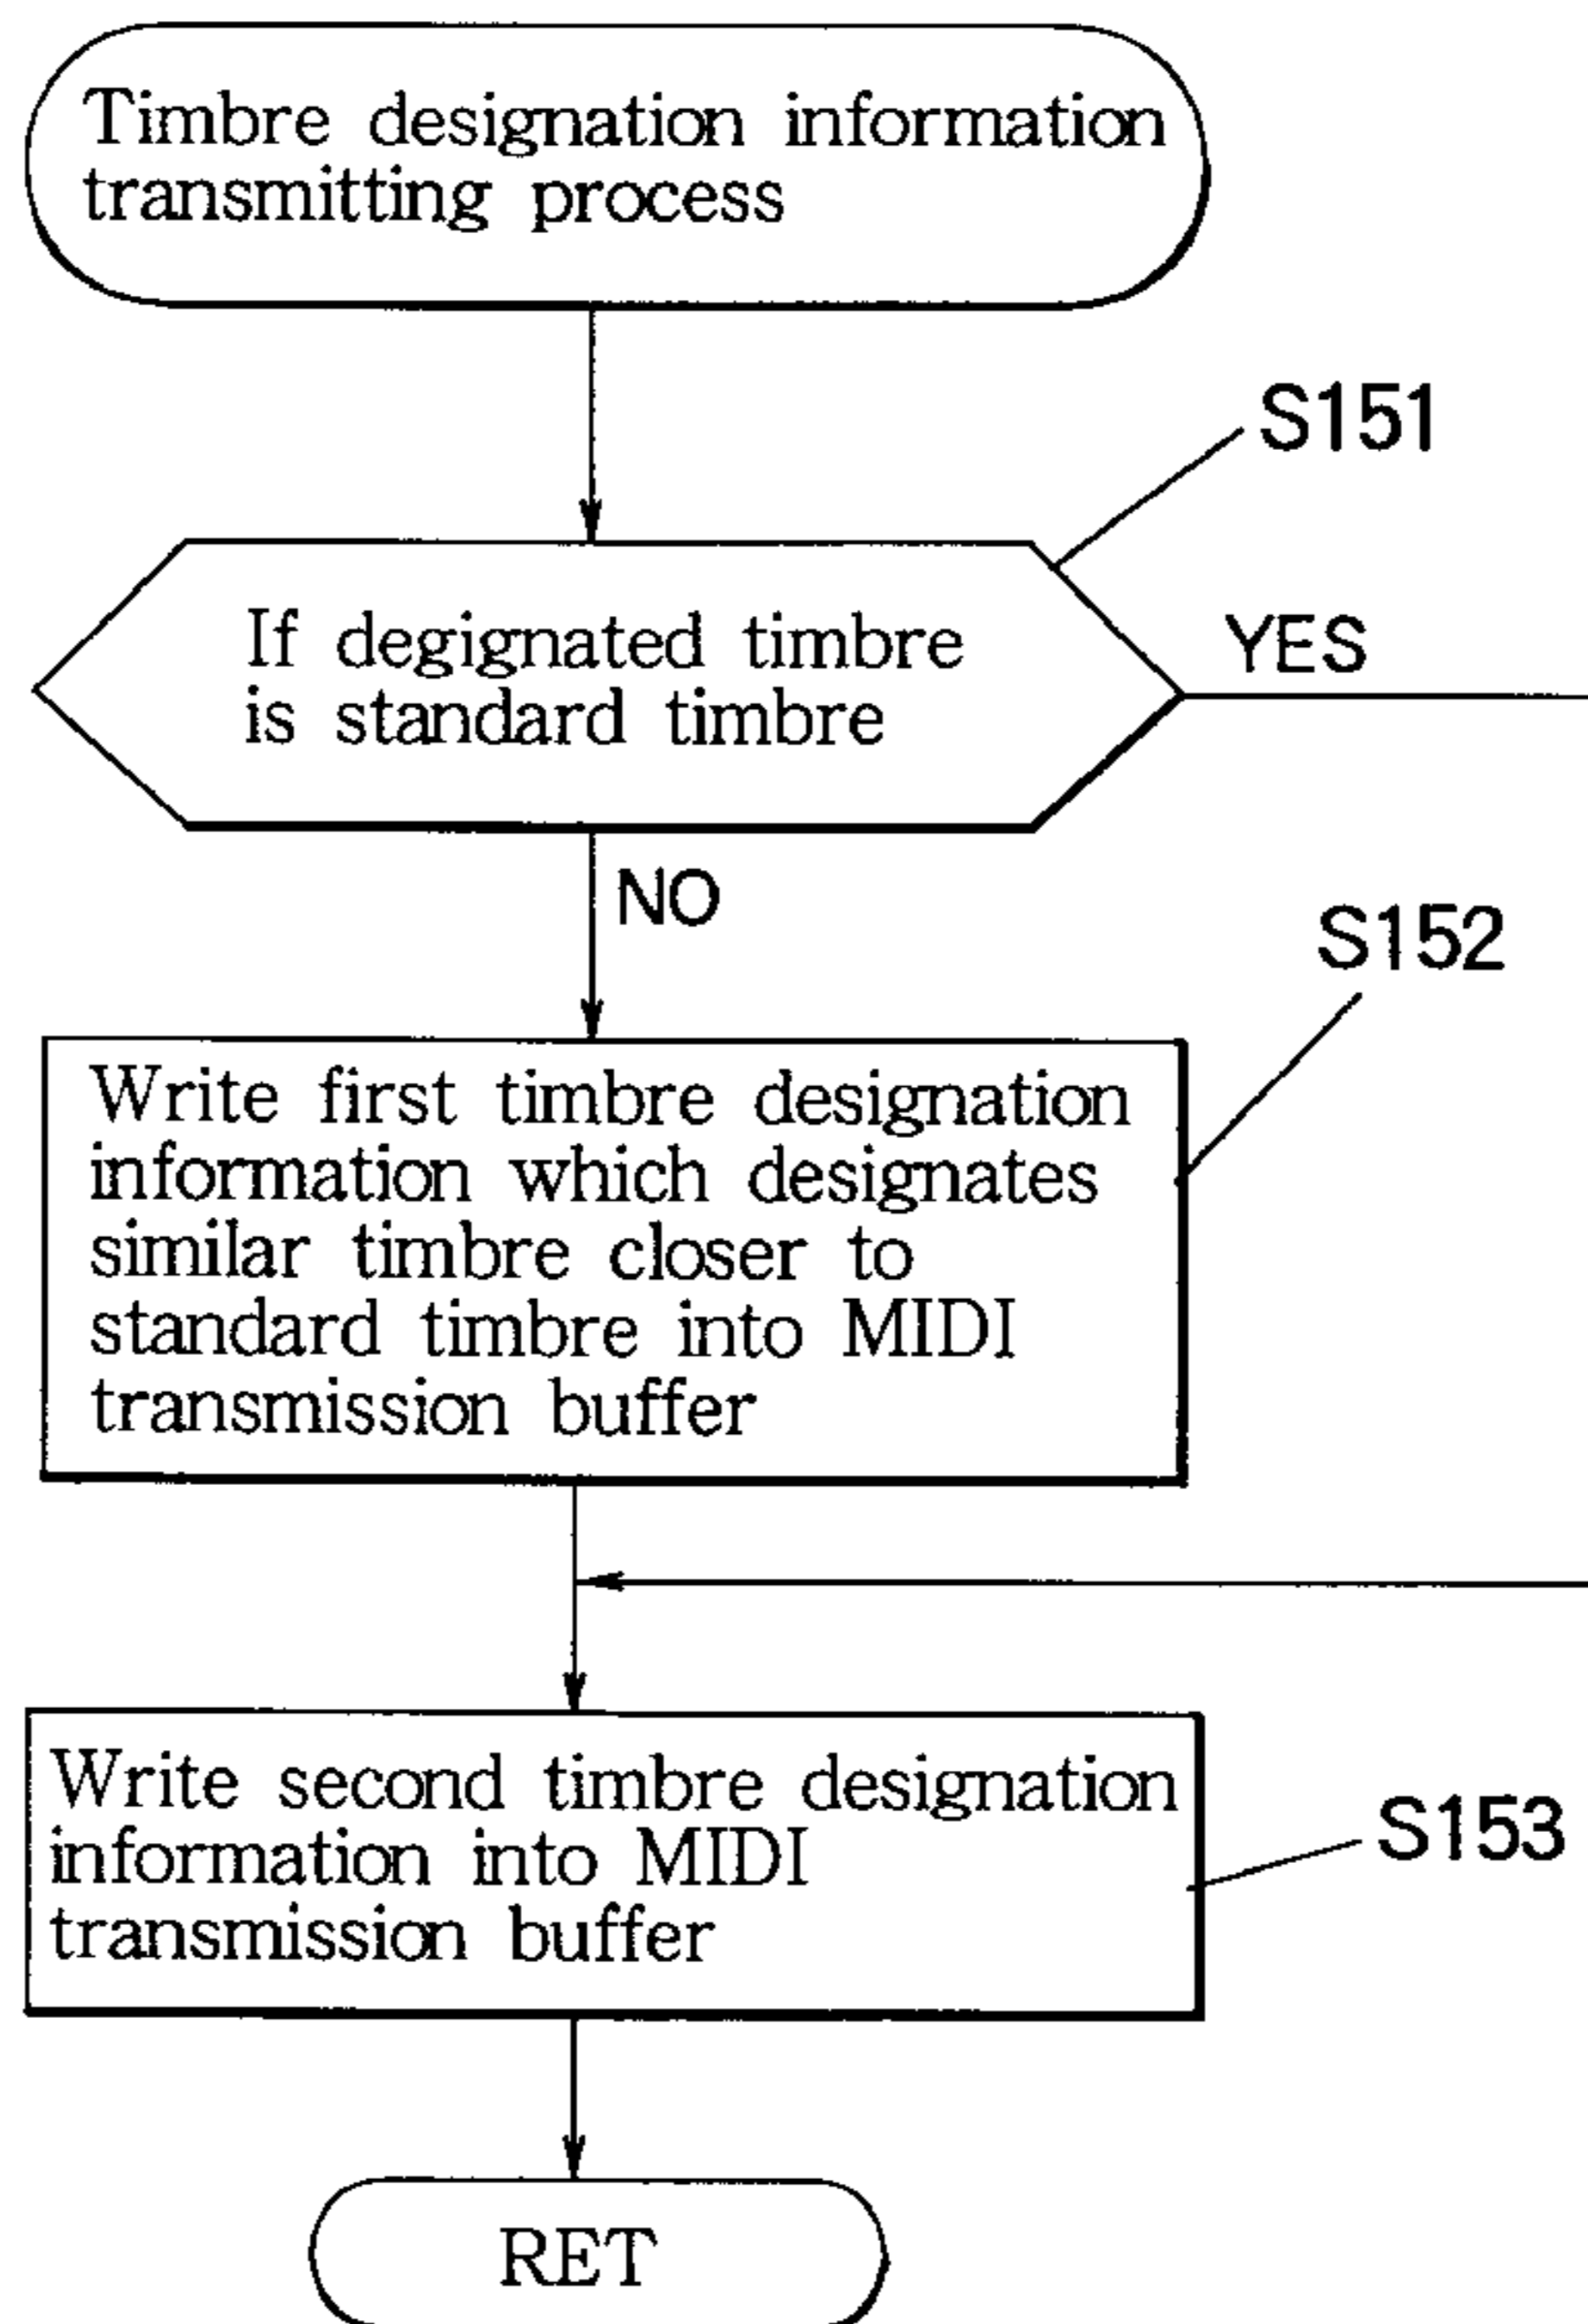 Timbre designation information
transmitting process
S151
If degignated timbre
is standard timbre
YES
NO
S152
Write first timbre designation
information which designates
similar timbre closer to
standard timbre into MIDI
transmission buffer
Write second timbre designation
information into MIDI
transmission buffer
S153
RET